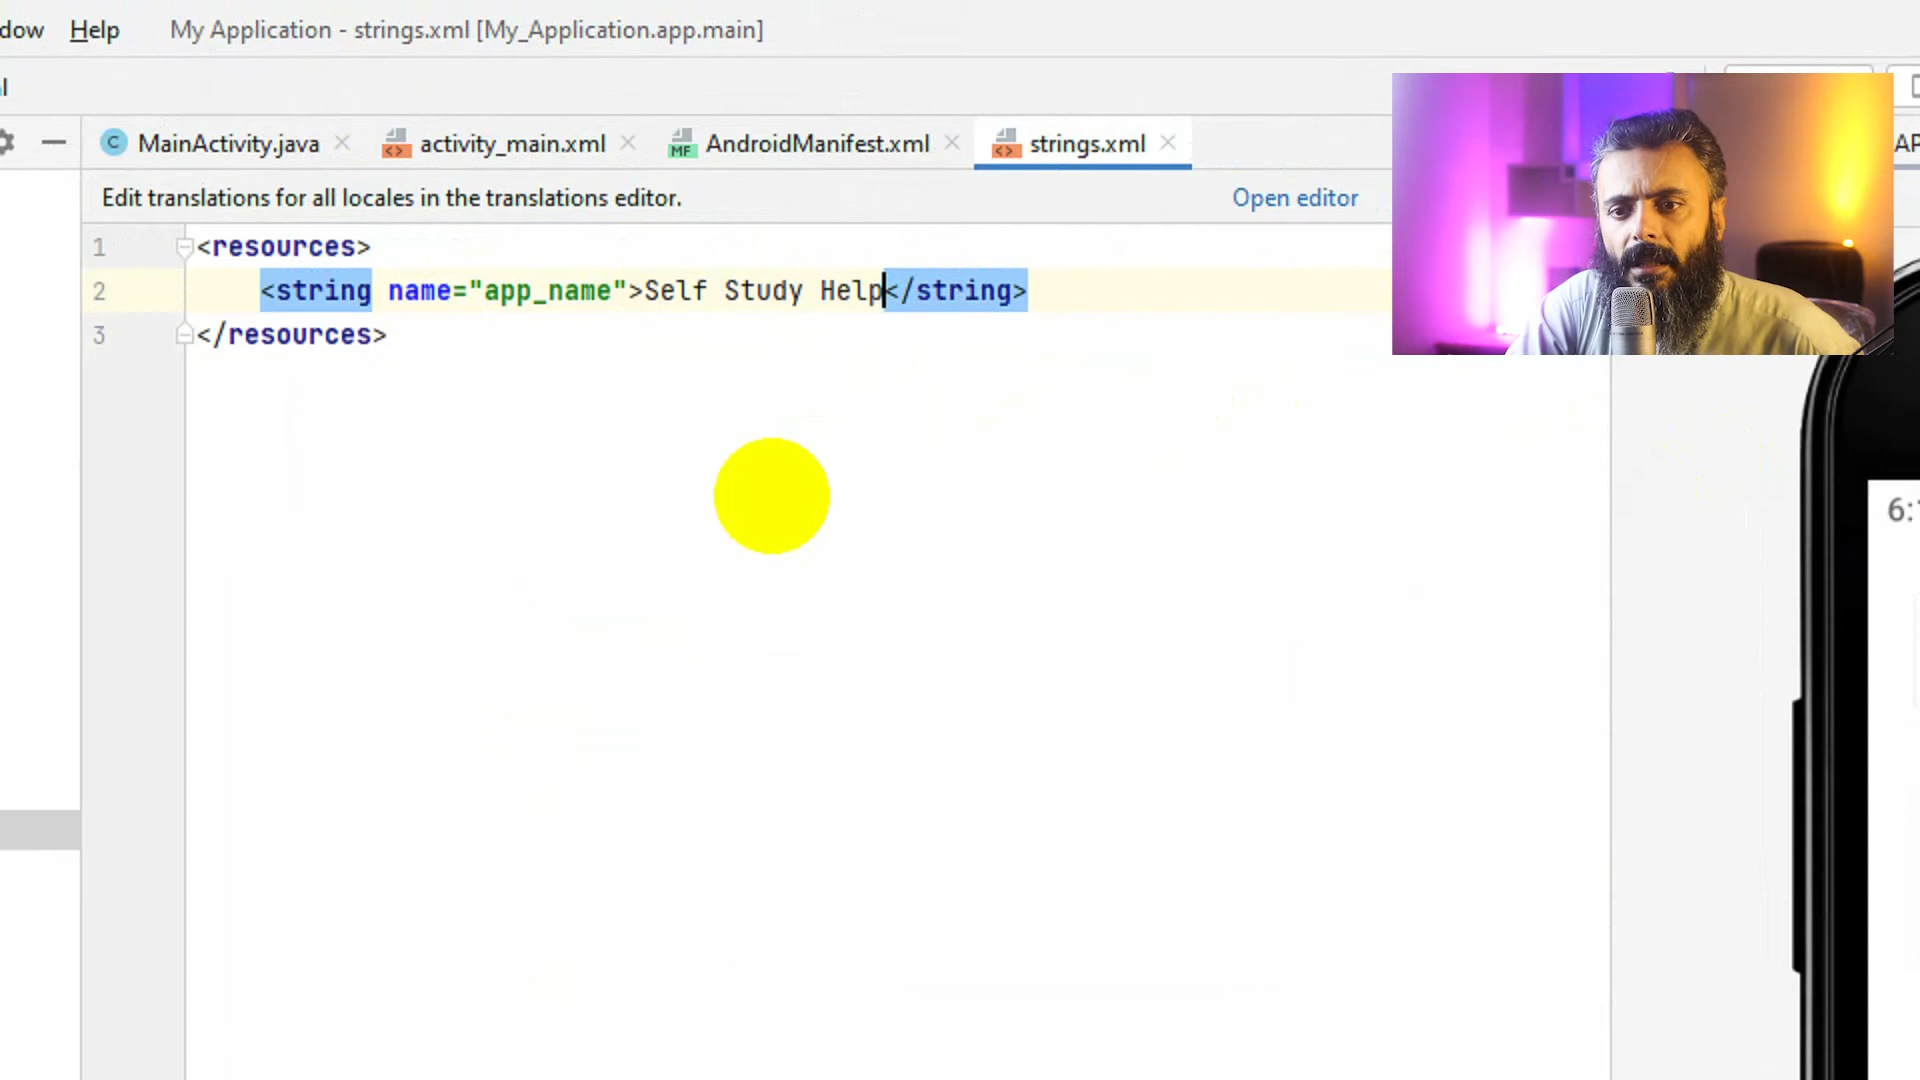 Help My Application - strings.xml [My_Application.app.main]
MainActivity.java activity_main.xml MF AndroidManifest.xml strings.xml
Edit translations for all locales in the translations editor. Open editor
1 <resources>
2 <string name="app_name">Self Study Help</string>
3 </resources>